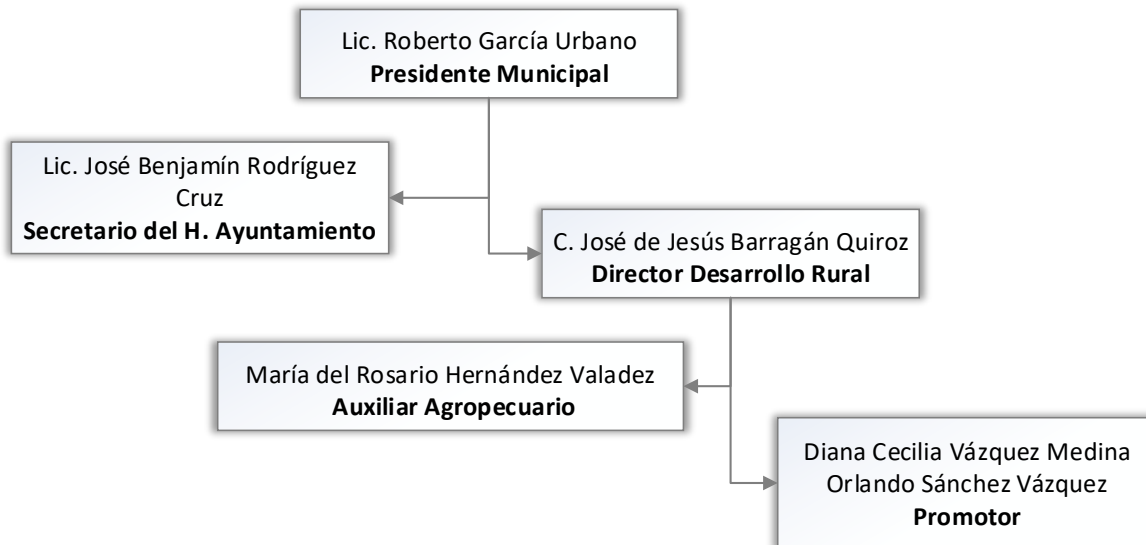 Lic. Roberto García Urbano
Presidente Municipal
Lic. José Benjamín Rodríguez
Cruz
Secretario del H. Ayuntamiento
C. José de Jesús Barragán Quiroz
Director Desarrollo Rural
María del Rosario Hernández Valadez
Auxiliar Agropecuario
Diana Cecilia Vázquez Medina
Orlando Sánchez Vázquez
Promotor